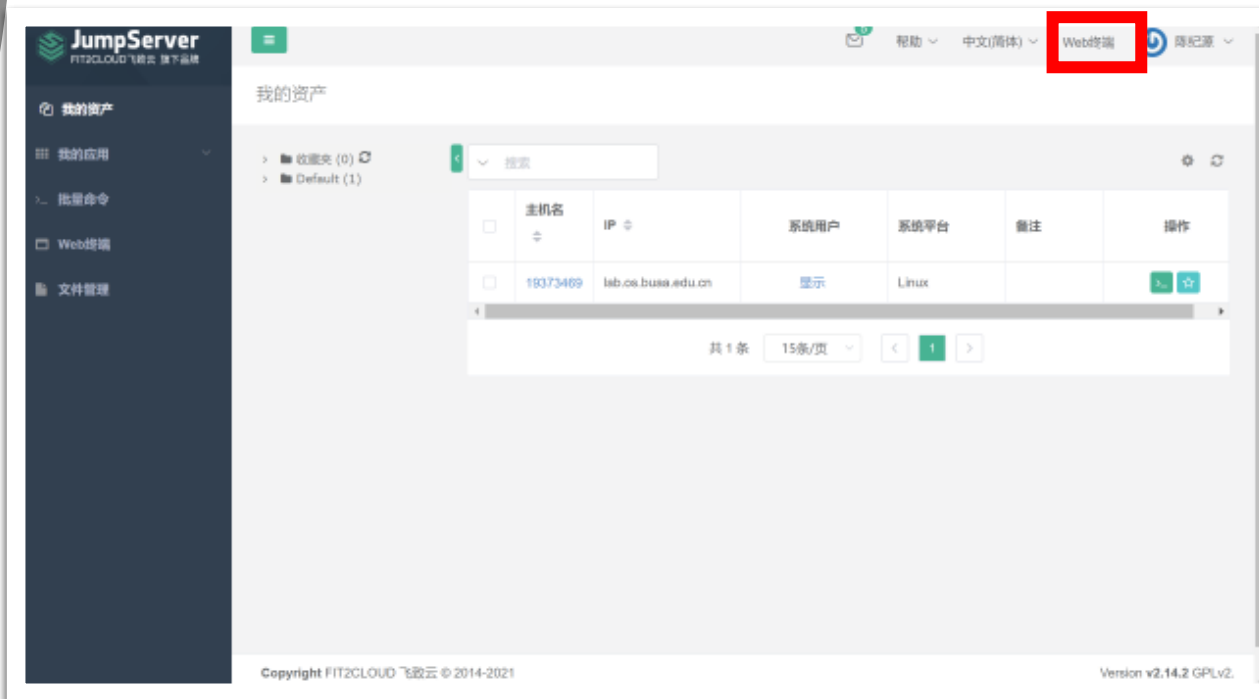 JumpServer
FIT2CLOUD飞致云 旗下品牌
帮助
中文(简体)
Web终端
陈纪源
我的资产
我的资产
我的应用
批量命令
Web终端
文件管理
收藏夹 (0)
Default (1)
搜索
主机名
IP
系统用户
系统平台
备注
操作
19373469
lab.os.buaa.edu.cn
显示
Linux
共 1 条
15条/页
1
Copyright FIT2CLOUD 飞致云 © 2014-2021
Version v2.14.2 GPLv2.